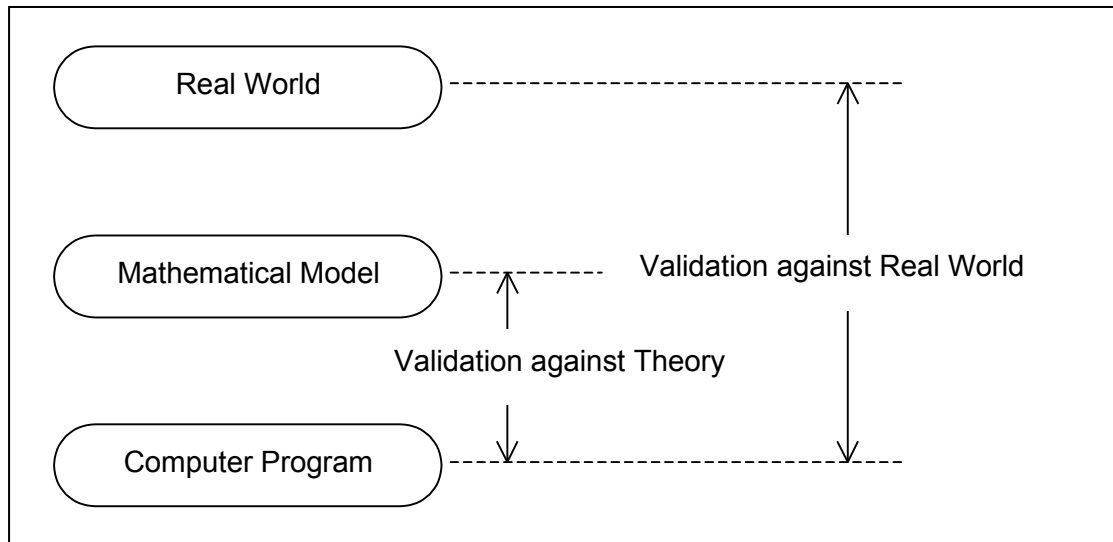 Real World
Mathematical Model
Validation against Real World
Validation against Theory
Computer Program